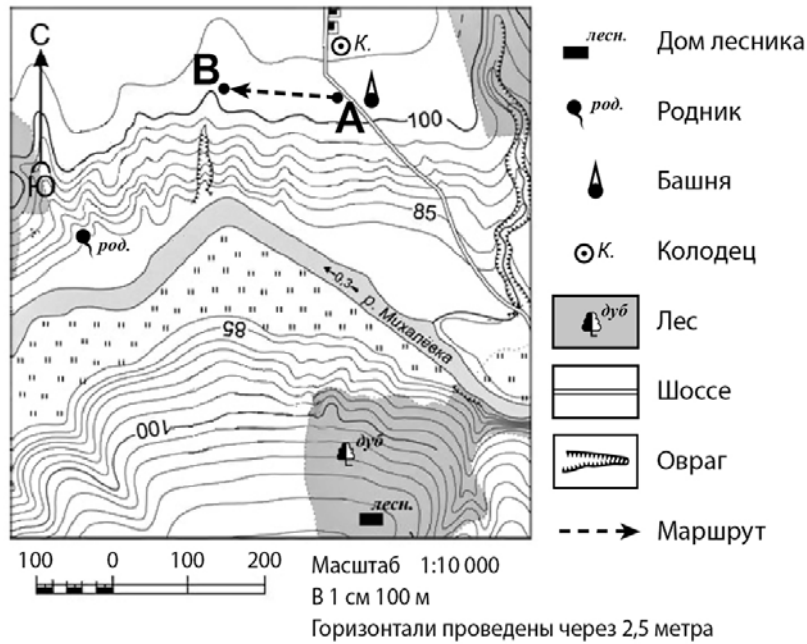 С
Ю
К.
В
А
100
85
род.
0,3
р. Михалёвка
85
100
дуб
лесн.
лесн. Дом лесника
род. Родник
Башня
К. Колодец
дуб Лес
Шоссе
Овраг
Маршрут
100 0 100 200
Масштаб 1:10 000
В 1 см 100 м
Горизонтали проведены через 2,5 метра